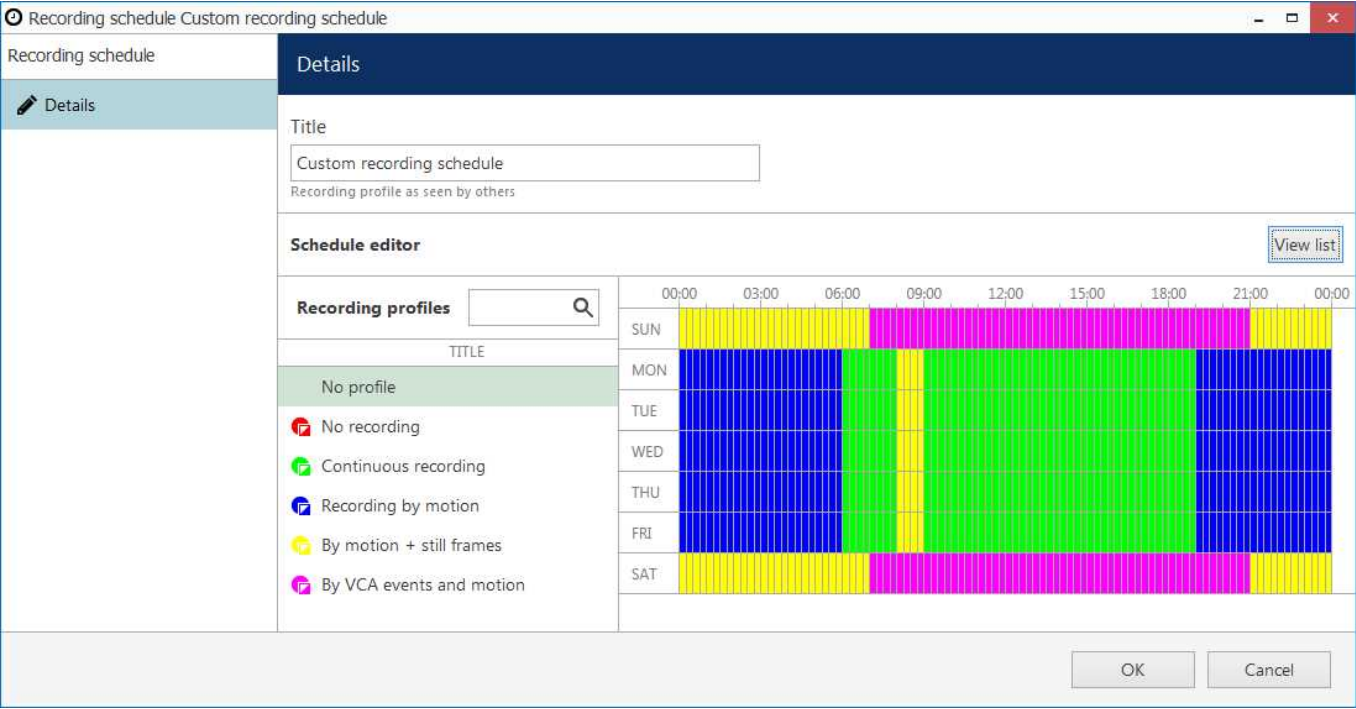 Recording schedule Custom recording schedule
Recording schedule
Details
Details
Title
Custom recording schedule
Recording profile as seen by others
Schedule editor
View list
Recording profiles
TITLE
No profile
No recording
Continuous recording
Recording by motion
By motion + still frames
By VCA events and motion
00:00 03:00 06:00 09:00 12:00 15:00 18:00 21:00 00:00
SUN
MON
TUE
WED
THU
FRI
SAT
OK
Cancel